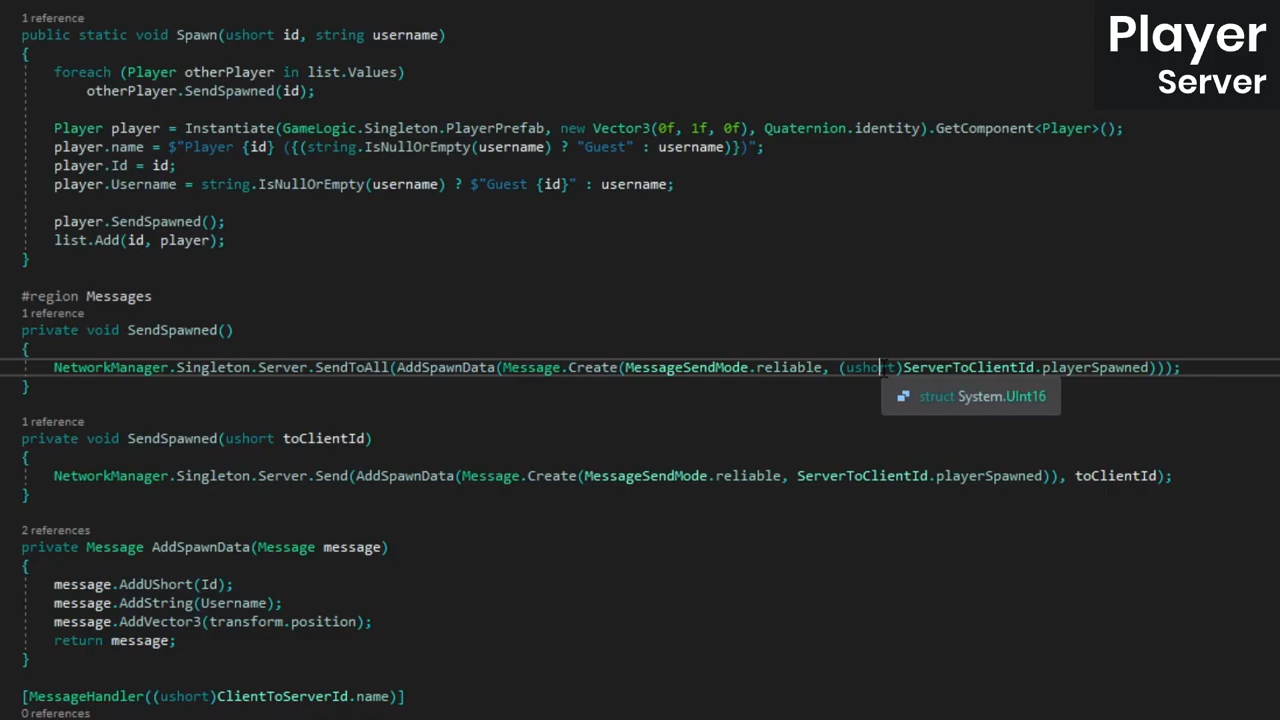 Player
Server
1 reference
public static void Spawn(ushort id, string username)
{
foreach (Player otherPlayer in list.Values)
otherPlayer.SendSpawned(id);
Player player = Instantiate(GameLogic.Singleton.PlayerPrefab, new Vector3(0f, 1f, 0f), Quaternion.identity).GetComponent<Player>();
player.name = $"Player {id} ({(string.IsNullOrEmpty(username) ? "Guest" : username)})";
player.Id = id;
player.Username = string.IsNullOrEmpty(username) ? $"Guest {id}" : username;
player.SendSpawned();
list.Add(id, player);
}
#region Messages
1 reference
private void SendSpawned()
{
NetworkManager.Singleton.Server.SendToAll(AddSpawnData(Message.Create(MessageSendMode.reliable, (ushort)ServerToClientId.playerSpawned)));
}
struct System.UInt16
1 reference
private void SendSpawned(ushort toClientId)
{
NetworkManager.Singleton.Server.Send(AddSpawnData(Message.Create(MessageSendMode.reliable, ServerToClientId.playerSpawned)), toClientId);
}
2 references
private Message AddSpawnData(Message message)
{
message.AddUShort(Id);
message.AddString(Username);
message.AddVector3(transform.position);
return message;
}
[MessageHandler((ushort)ClientToServerId.name)]
0 references